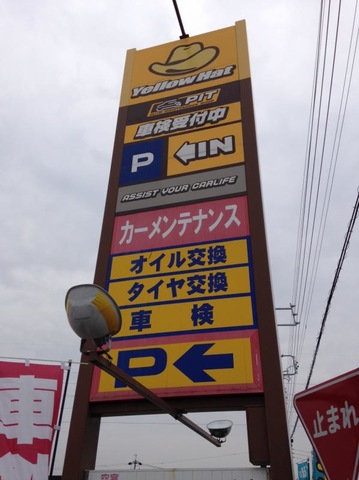 Yellow Hat
PIT
車検受付中
P
IN
ASSIST YOUR CARLIFE
カーメンテナンス
オイル交換
タイヤ交換
車検
P
車
止まれ